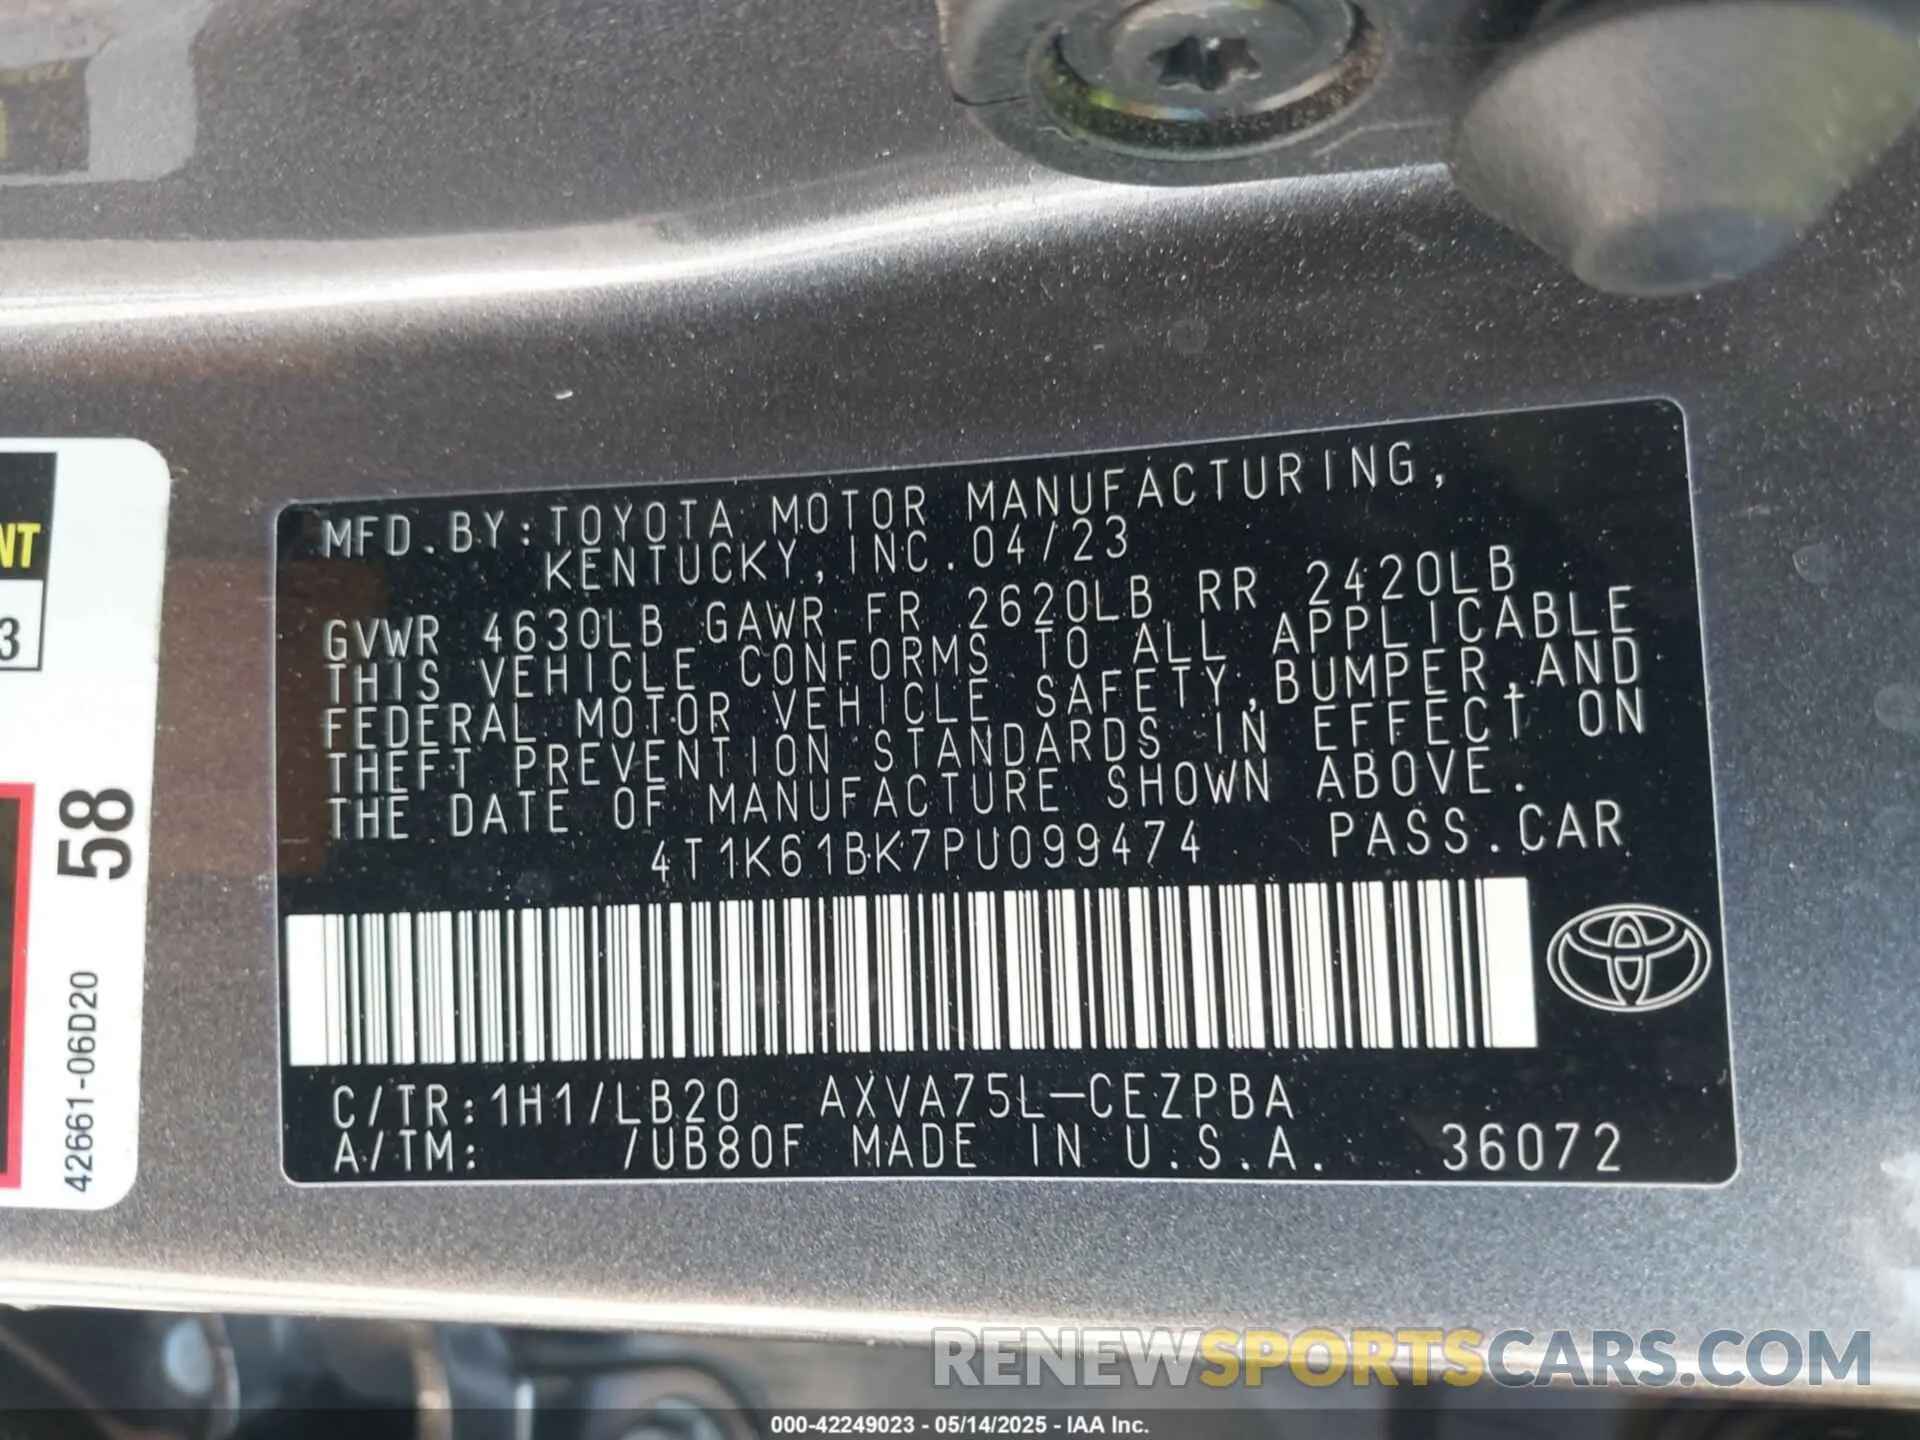 MFD.BY:TOYOTA MOTOR MANUFACTURING,
KENTUCKY,INC.04/23
GVWR 4630LB GAWR FR 2620LB RR 2420LB
THIS VEHICLE CONFORMS TO ALL APPLICABLE
FEDERAL MOTOR VEHICLE SAFETY,BUMPER,AND
THEFT PREVENTION STANDARDS IN EFFECT ON
THE DATE OF MANUFACTURE SHOWN ABOVE.
4T1K61BK7PU099474 PASS.CAR
C/TR:1H1/LB20 AXVA75L-CEZPBA
A/TM: /UB80F MADE IN U.S.A. 36072
NT
3
58
42661-06D20
RENEWSPORTSCARS.COM
000-42249023 - 05/14/2025 - IAA Inc.